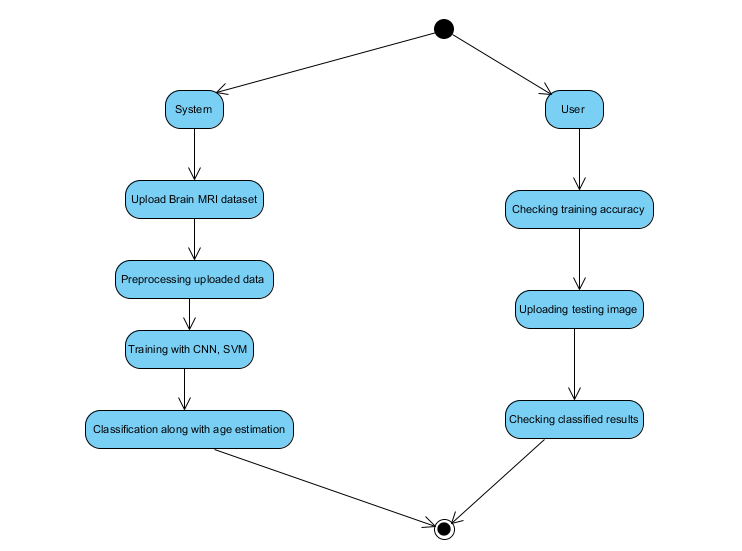 System
User
Upload Brain MRI dataset
Checking training accuracy
Preprocessing uploaded data
Uploading testing image
Training with CNN, SVM
Classification along with age estimation
Checking classified results